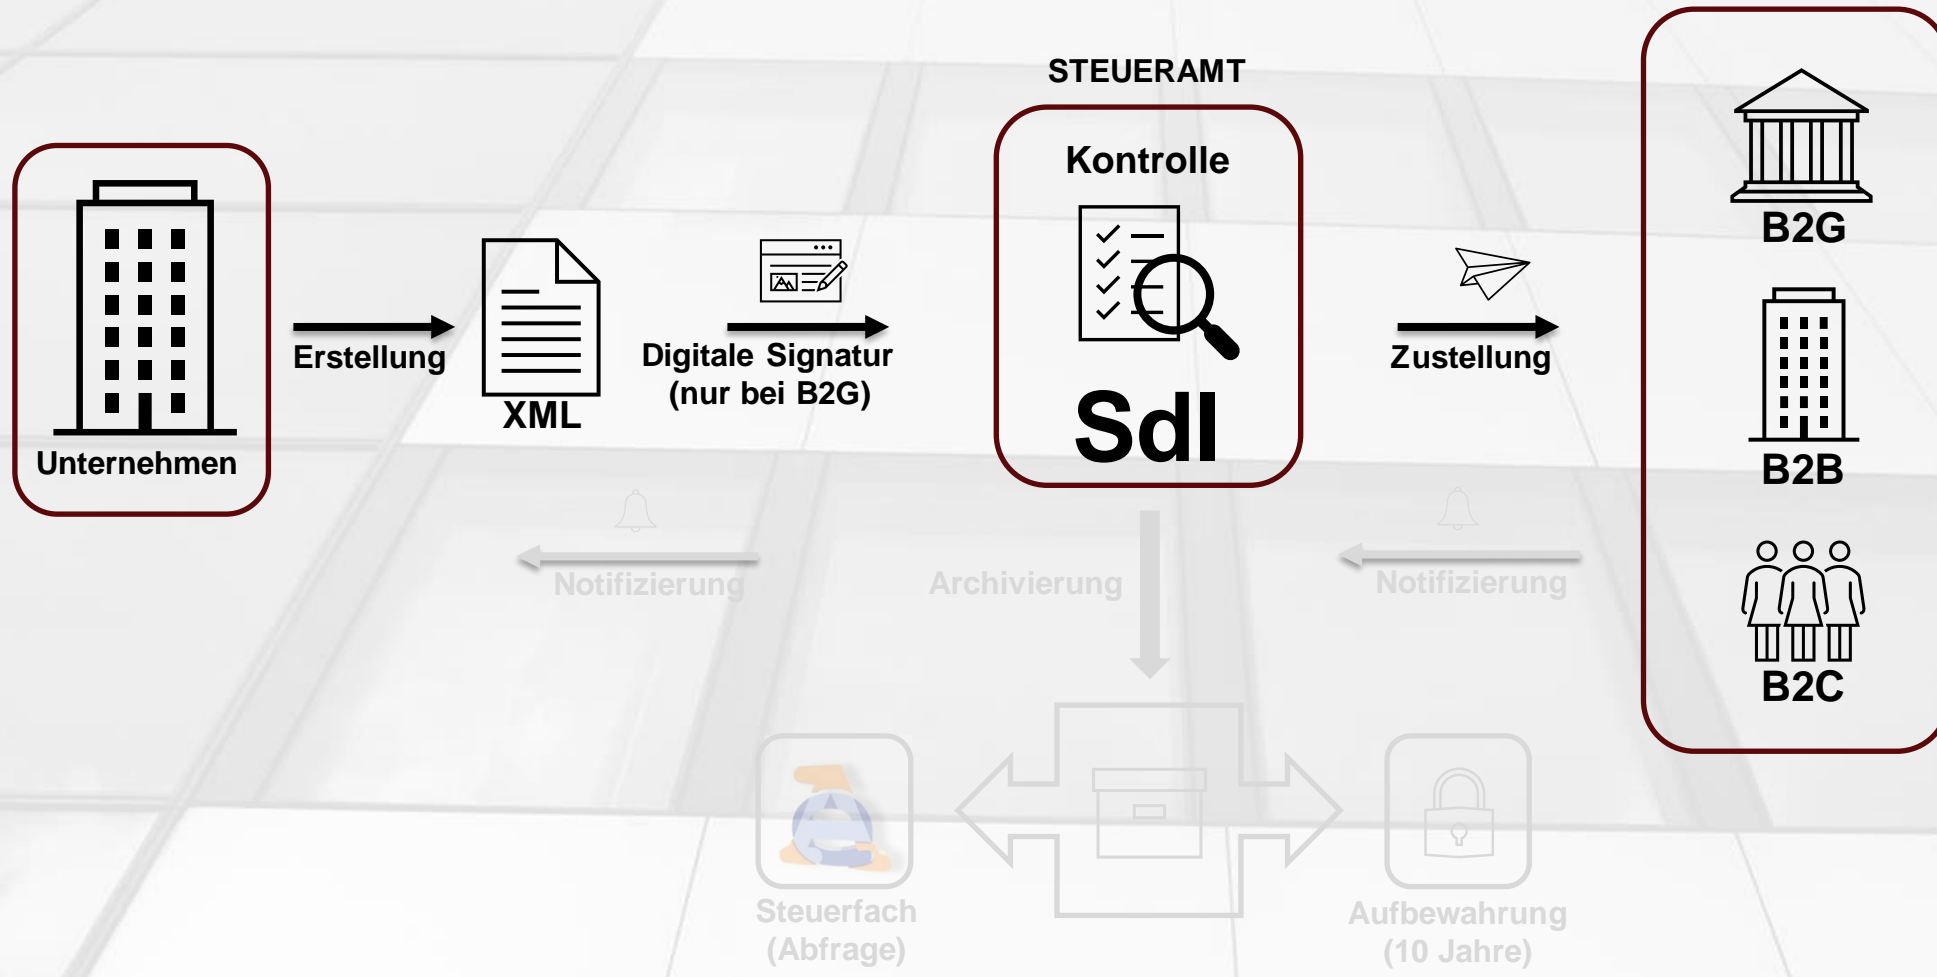 STEUERAMT
Kontrolle
SdI
Unternehmen
Erstellung
XML
Digitale Signatur
(nur bei B2G)
Zustellung
B2G
B2B
B2C
Notifizierung
Archivierung
Notifizierung
Steuerfach
(Abfrage)
Aufbewahrung
(10 Jahre)